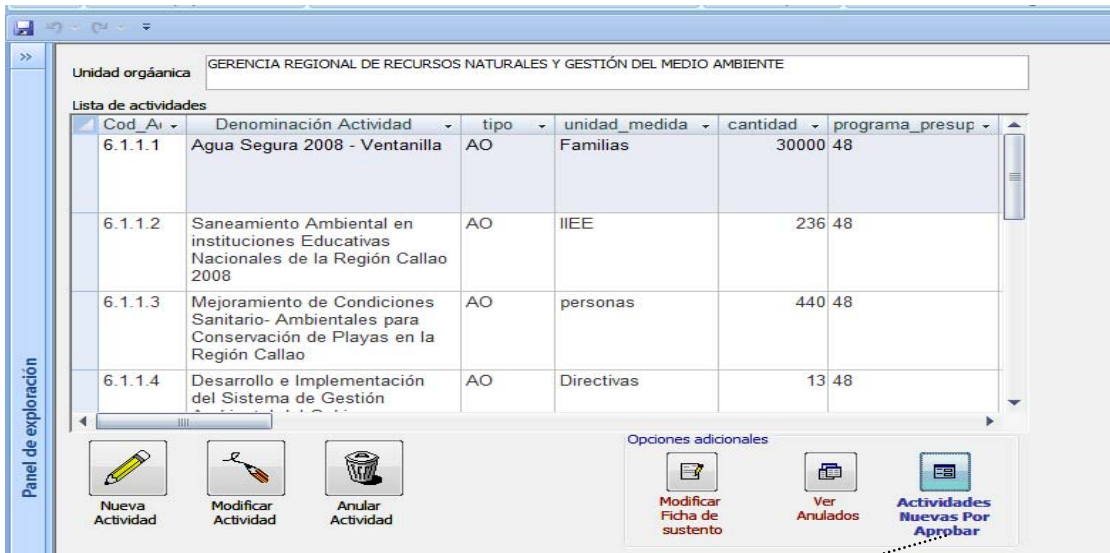 Unidad orgáanica GERENCIA REGIONAL DE RECURSOS NATURALES Y GESTIÓN DEL MEDIO AMBIENTE
Lista de actividades
Denominación Actividad tipo unidad_medida cantidad programa_presup
6.1.1.1 Agua Segura 2008 - Ventanilla AO Familias 30000 48
6.1.1.2 Saneamiento Ambiental en AO IIEE 236 48
instituciones Educativas
Nacionales de la Región Callao
2008
6.1.1.3 Mejoramiento de Condiciones AO personas 440 48
Sanitario- Ambientales para
Conservación de Playas en la
Región Callao
6.1.1.4 Desarrollo e Implementación AO Directivas 13 48
del Sistema de Gestión
Panel de exploración
Nueva
Actividad
Modificar
Actividad
Anular
Actividad
Opciones adicionales
Modificar
Ficha de
sustento
Ver
Anulados
Actividades
Nuevas Por
Aprobar